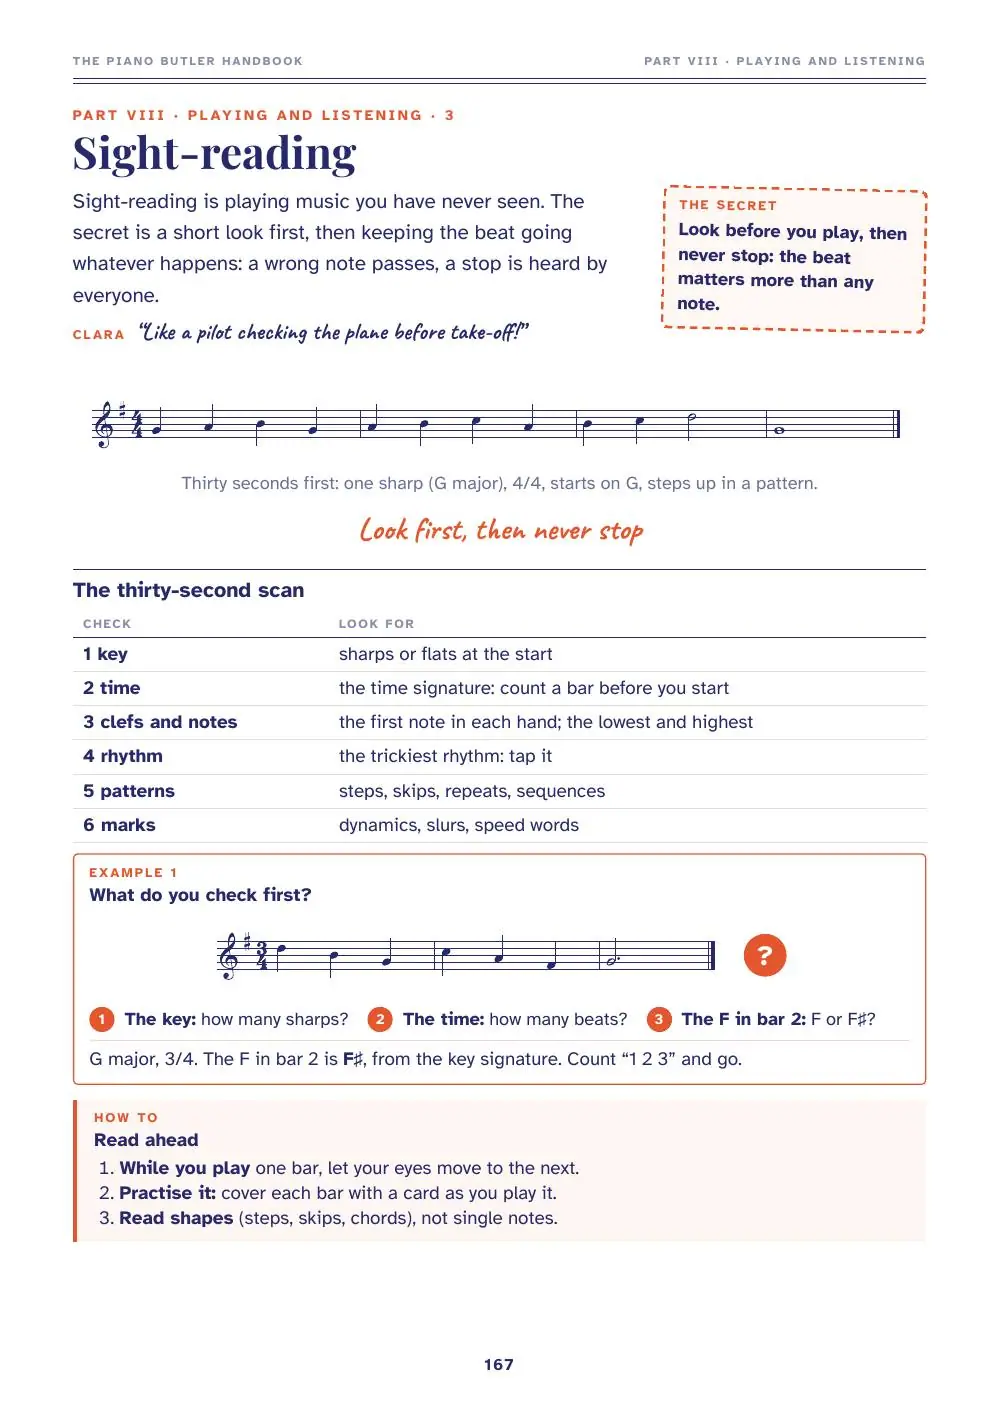 THE PIANO BUTLER HANDBOOK
PART VIII · PLAYING AND LISTENING
PART VIII · PLAYING AND LISTENING · 3
Sight-reading
Sight-reading is playing music you have never seen. The
secret is a short look first, then keeping the beat going
whatever happens: a wrong note passes, a stop is heard by
everyone.
CLARA “Like a pilot checking the plane before take-off!”
THE SECRET
Look before you play, then
never stop: the beat
matters more than any
note.
4
4
Thirty seconds first: one sharp (G major), 4/4, starts on G, steps up in a pattern.
Look first, then never stop
The thirty-second scan
CHECK LOOK FOR
1 key sharps or flats at the start
2 time the time signature: count a bar before you start
3 clefs and notes the first note in each hand; the lowest and highest
4 rhythm the trickiest rhythm: tap it
5 patterns steps, skips, repeats, sequences
6 marks dynamics, slurs, speed words
EXAMPLE 1
What do you check first?
3
4
?
1 The key: how many sharps? 2 The time: how many beats? 3 The F in bar 2: F or F♯?
G major, 3/4. The F in bar 2 is F♯, from the key signature. Count “1 2 3” and go.
HOW TO
Read ahead
1. While you play one bar, let your eyes move to the next.
2. Practise it: cover each bar with a card as you play it.
3. Read shapes (steps, skips, chords), not single notes.
167